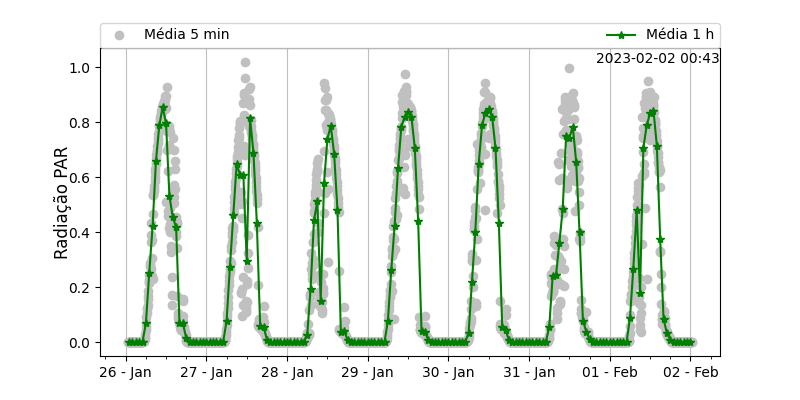 Média 5 min
Média 1 h
2023-02-02 00:43
Radiação PAR
1.0
0.8
0.6
0.4
0.2
0.0
26 - Jan
27 - Jan
28 - Jan
29 - Jan
30 - Jan
31 - Jan
01 - Feb
02 - Feb